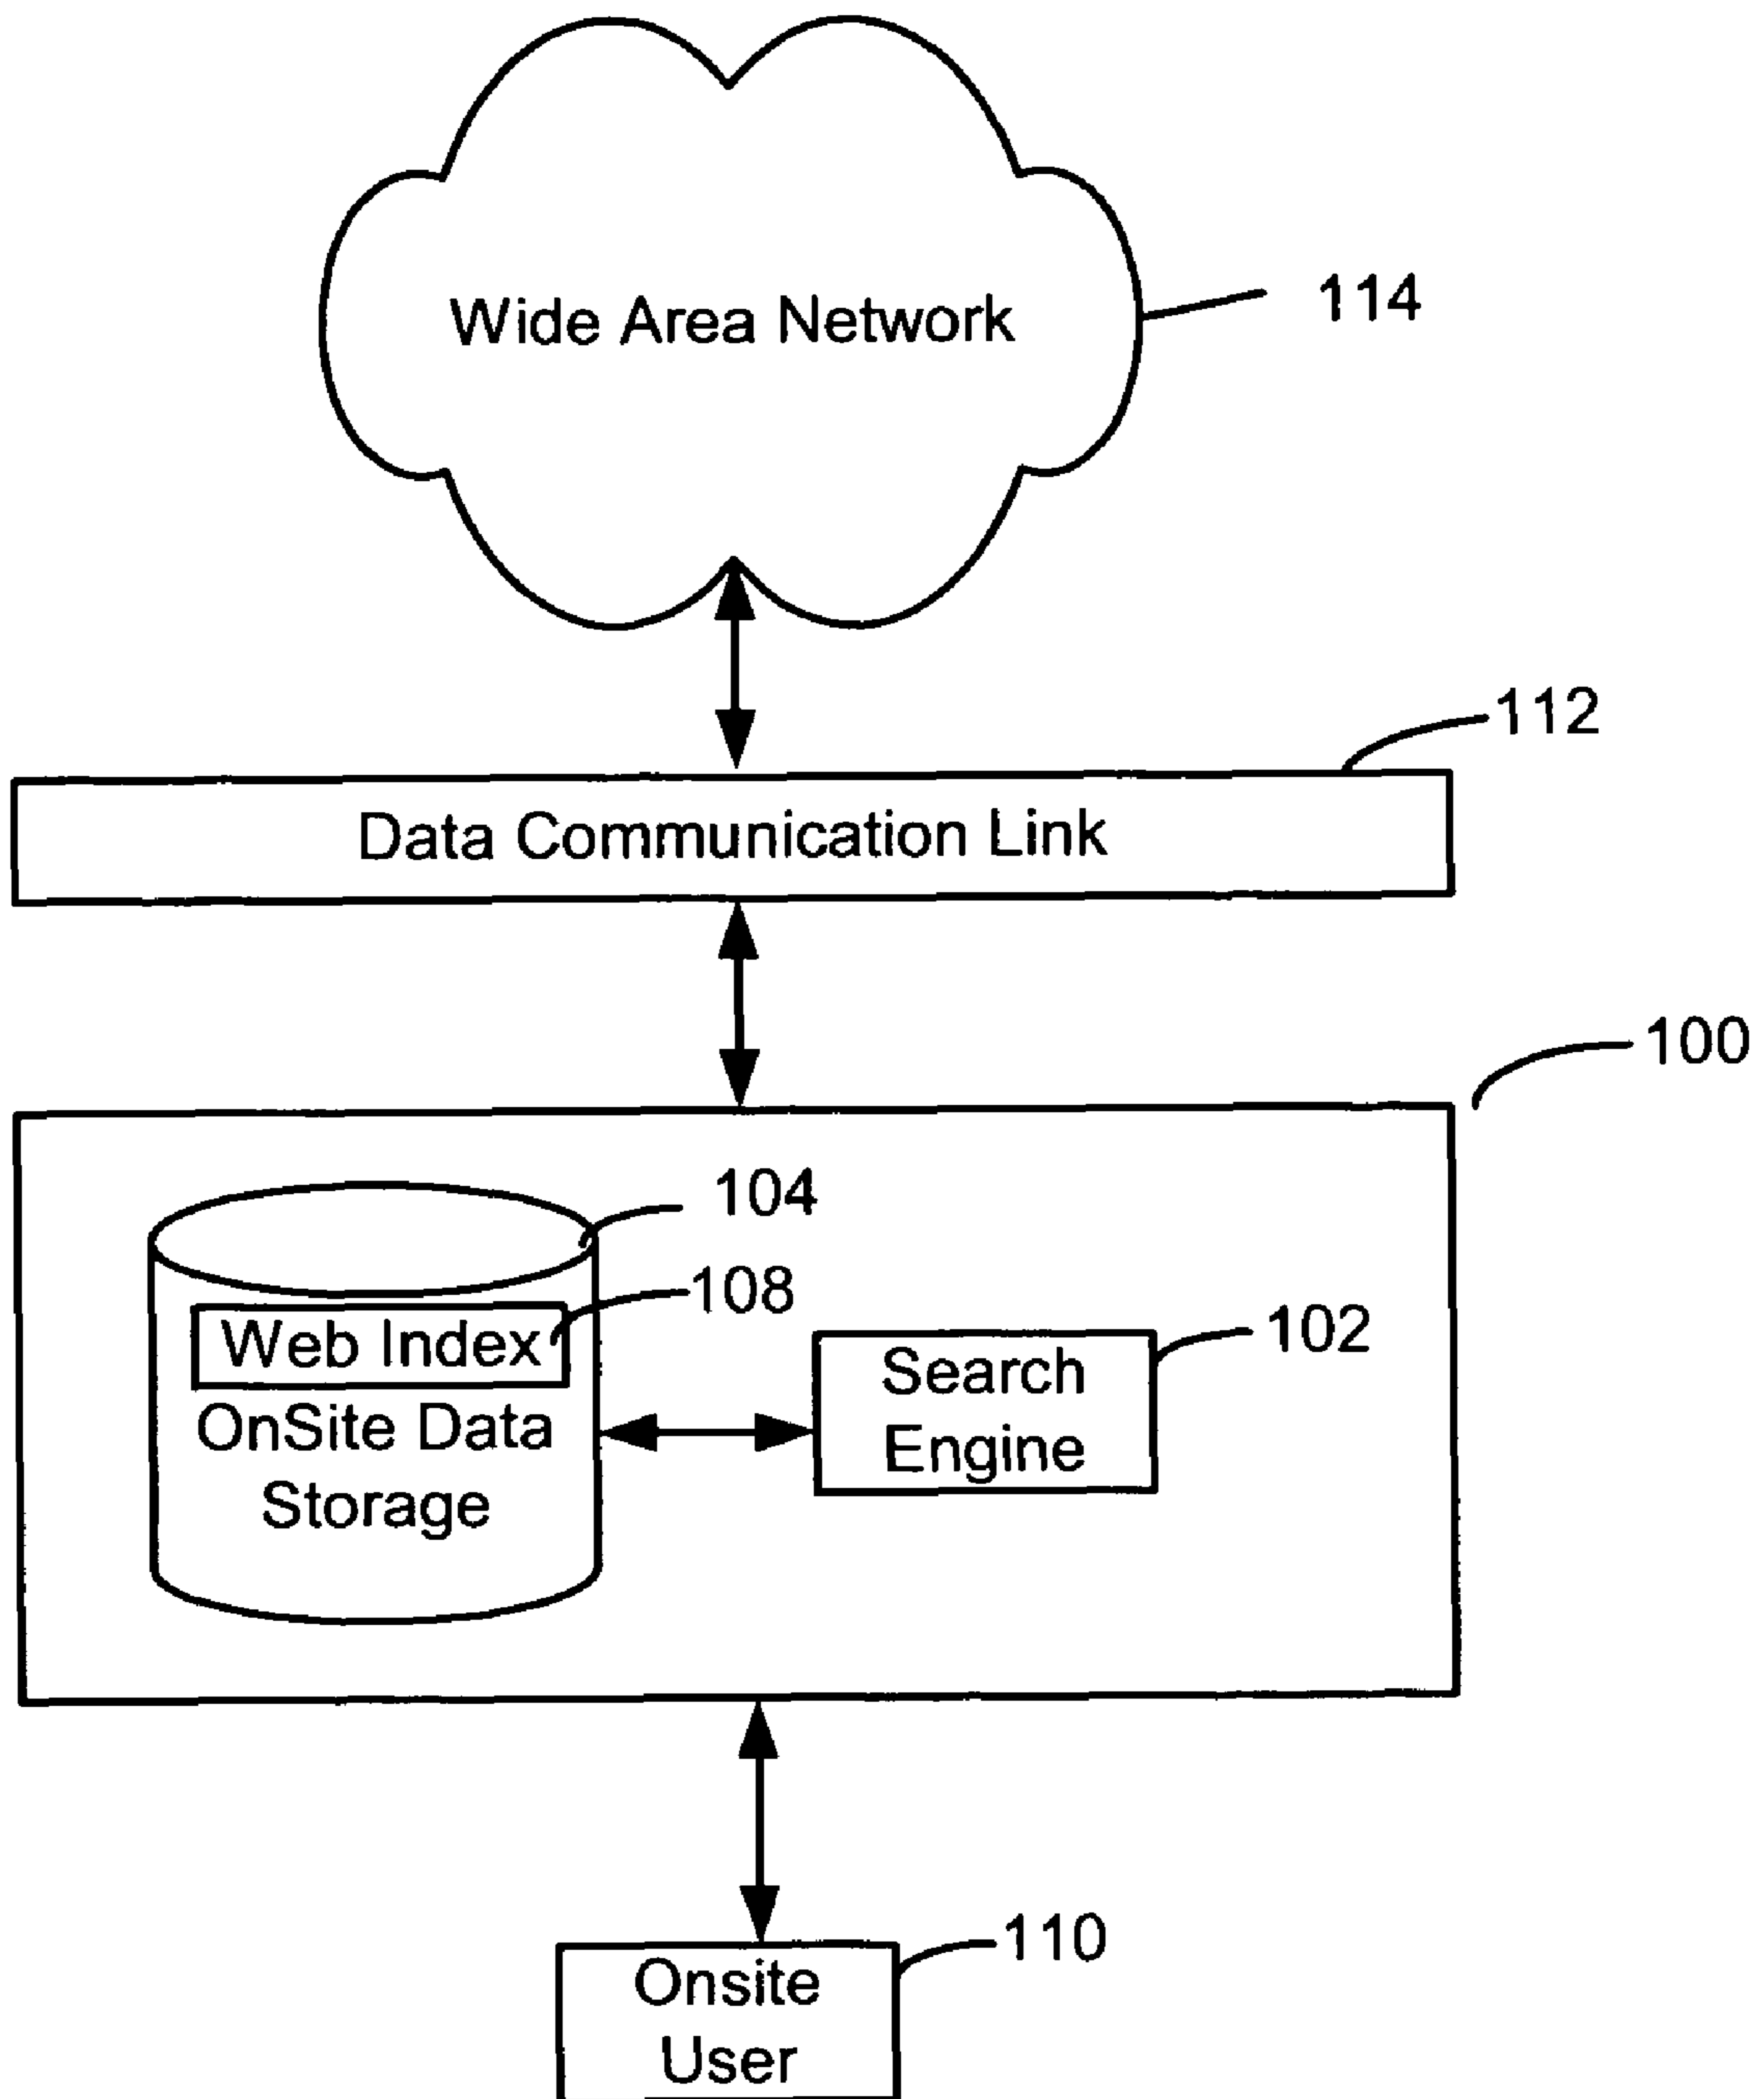 Wide Area Network
114
112
Data Communication Link
100
104
108
Web Index
102
Search
Engine
OnSite Data
Storage
110
Onsite
User